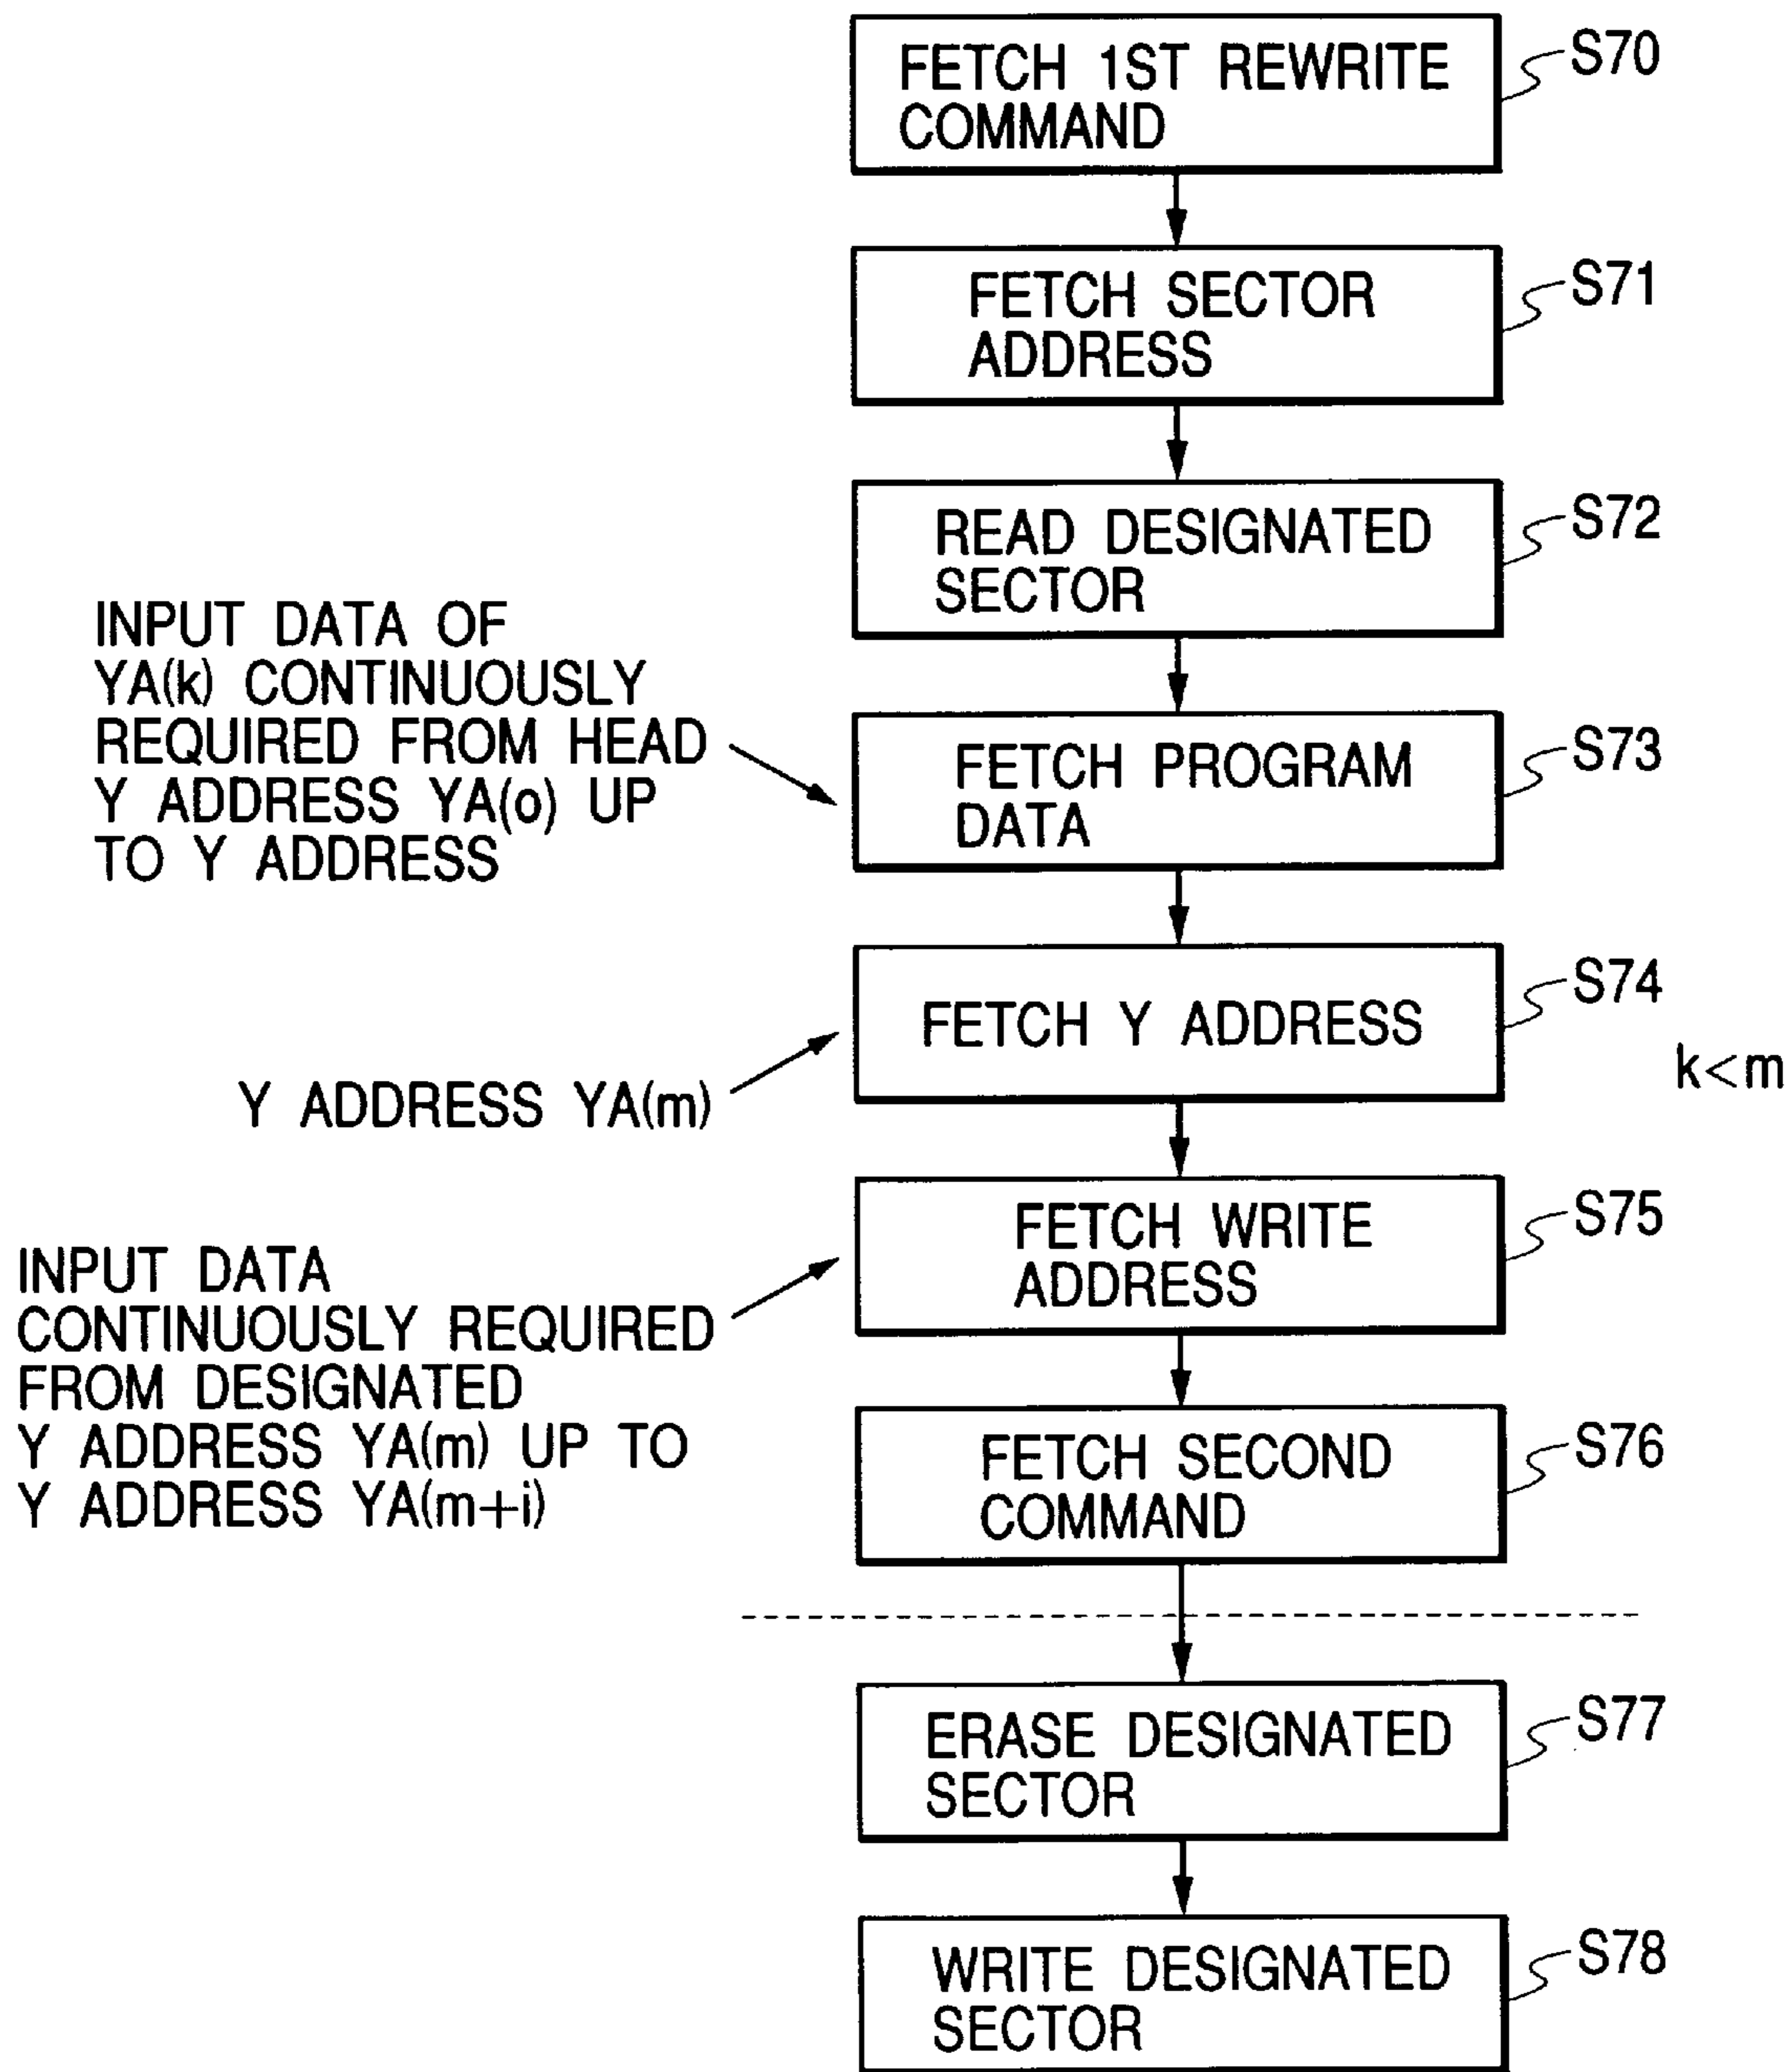 FETCH 1ST REWRITE
COMMAND
S70
FETCH SECTOR
ADDRESS
S71
READ DESIGNATED
SECTOR
S72
INPUT DATA OF
YA(k) CONTINUOUSLY
REQUIRED FROM HEAD
Y ADDRESS YA(o) UP
TO Y ADDRESS
FETCH PROGRAM
DATA
S73
FETCH Y ADDRESS
S74
k<m
Y ADDRESS YA(m)
FETCH WRITE
ADDRESS
S75
INPUT DATA
CONTINUOUSLY REQUIRED
FROM DESIGNATED
Y ADDRESS YA(m) UP TO
Y ADDRESS YA(m+i)
FETCH SECOND
COMMAND
S76
ERASE DESIGNATED
SECTOR
S77
WRITE DESIGNATED
SECTOR
S78